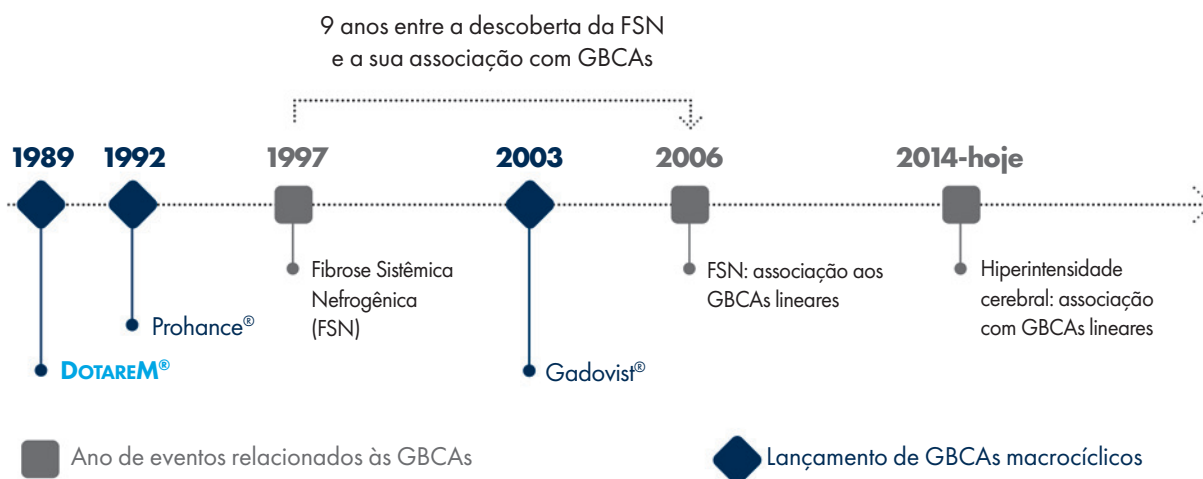 9 anos entre a descoberta da FSN
e a sua associação com GBCAs
1989
1992
1997
2003
2006
2014-hoje
Fibrose Sistêmica
Nefrogênica
(FSN)
FSN: associação aos
GBCAs lineares
Hiperintensidade
cerebral: associação
com GBCAs lineares
Prohance®
DOTAREM®
Gadovist®
Ano de eventos relacionados às GBCAs
Lançamento de GBCAs macrocíclicos